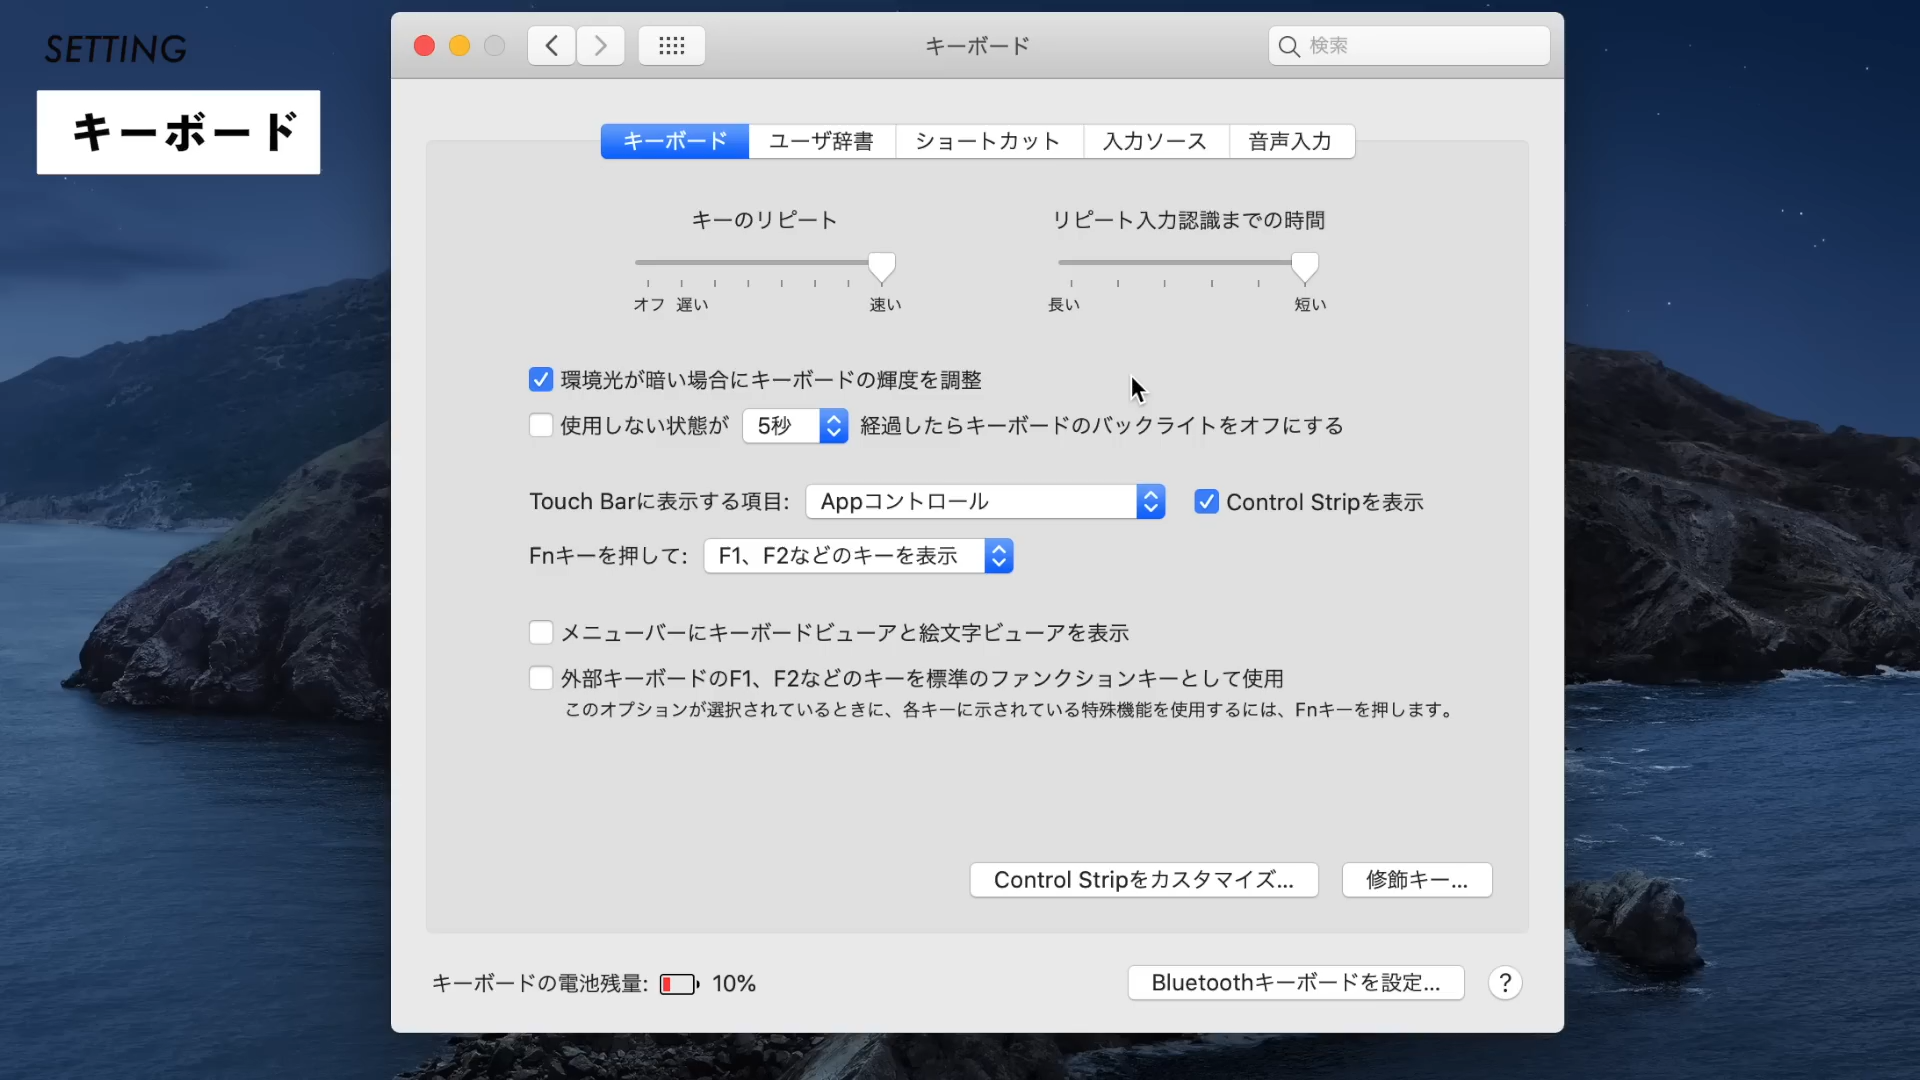 SETTING
キーボード
キーボード
検索
キーボード ユーザ辞書 ショートカット 入力ソース 音声入力
キーのリピート リピート入力認識までの時間
オフ 遅い 速い 長い 短い
環境光が暗い場合にキーボードの輝度を調整
使用しない状態が 5秒 経過したらキーボードのバックライトをオフにする
Touch Barに表示する項目: Appコントロール Control Stripを表示
Fnキーを押して: F1、F2などのキーを表示
メニューバーにキーボードビューアと絵文字ビューアを表示
外部キーボードのF1、F2などのキーを標準のファンクションキーとして使用
このオプションが選択されているときに、各キーに示されている特殊機能を使用するには、Fnキーを押します。
Control Stripをカスタマイズ... 修飾キー...
キーボードの電池残量: 10% Bluetoothキーボードを設定... ?